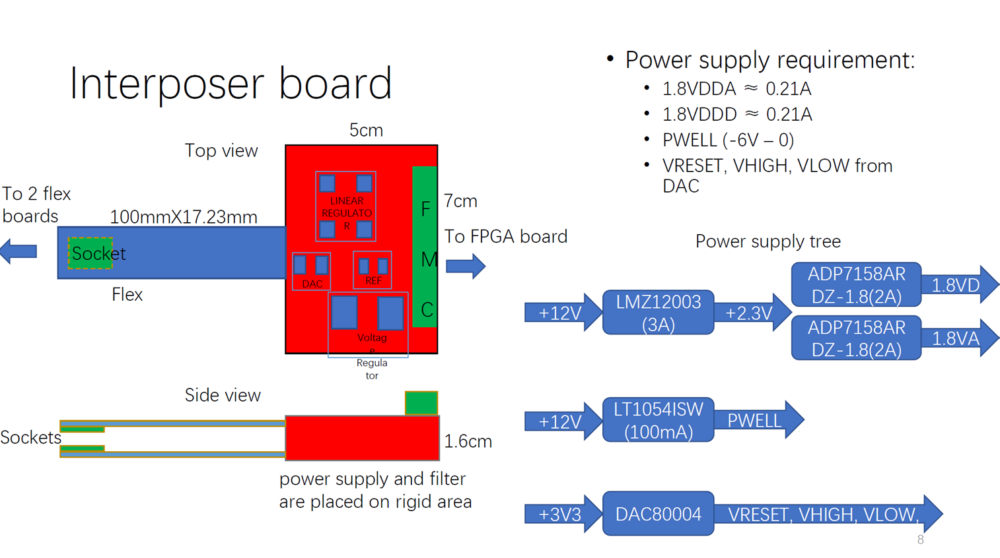 Interposer board
5cm
Top view
To 2 flex
boards
100mmX17.23mm
Socket
Flex
LINEAR
REGULATO
R
DAC
REF
Voltag
e
Regula
tor
F
M
C
7cm
To FPGA board
Side view
Sockets
1.6cm
power supply and filter
are placed on rigid area
• Power supply requirement:
• 1.8VDDA ≈ 0.21A
• 1.8VDDD ≈ 0.21A
• PWELL (-6V – 0)
• VRESET, VHIGH, VLOW from
DAC
Power supply tree
+12V
LMZ12003
(3A)
+2.3V
ADP7158AR
DZ-1.8(2A)
1.8VD
ADP7158AR
DZ-1.8(2A)
1.8VA
+12V
LT1054ISW
(100mA)
PWELL
+3V3
DAC80004
VRESET, VHIGH, VLOW,
8